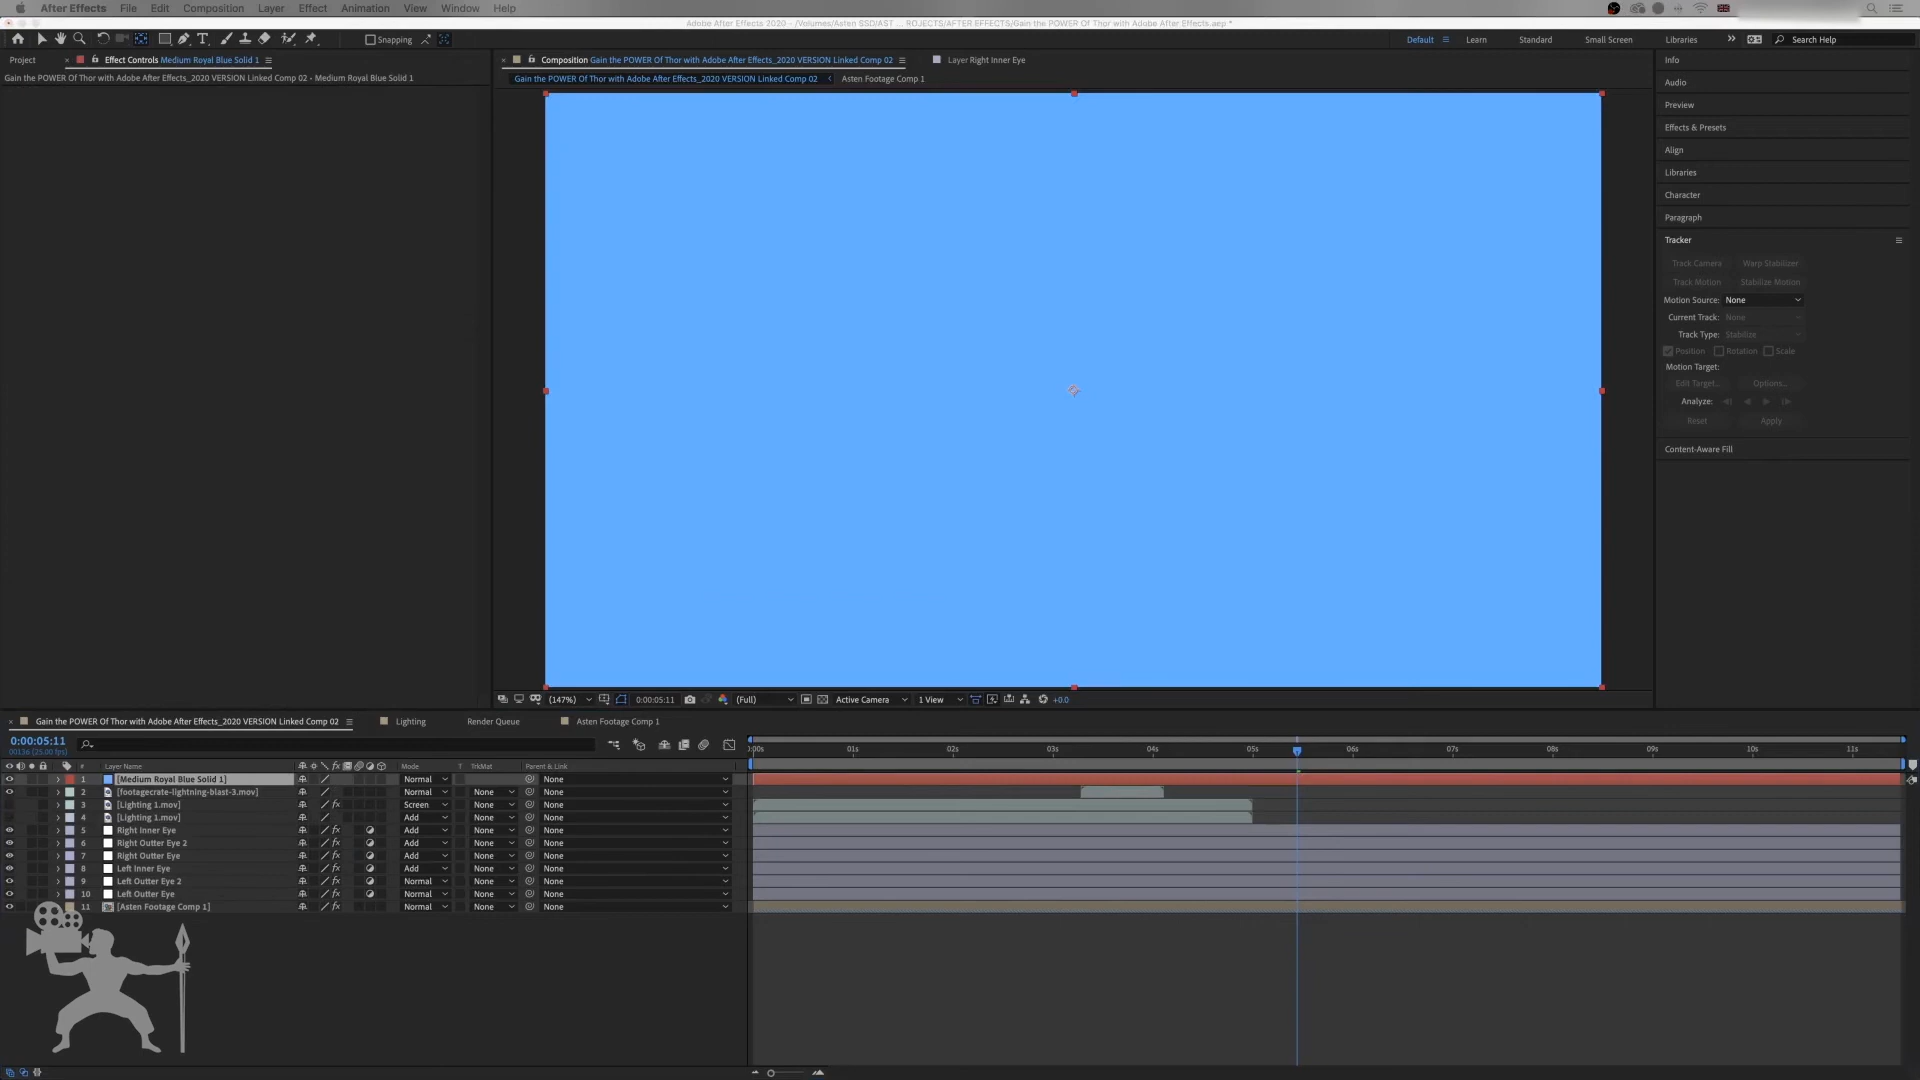 After Effects File Edit Composition Layer Effect Animation View Window Help
Adobe After Effects 2020 - /Volumes/Asten SSD/AST ... ROJECTS/AFTER EFFECTS/Gain the POWER Of Thor with Adobe After Effects.aep *
Snapping Default Learn Standard Small Screen Libraries Search Help
Project Effect Controls Medium Royal Blue Solid 1
Gain the POWER Of Thor with Adobe After Effects_2020 VERSION Linked Comp 02 - Medium Royal Blue Solid 1
Composition Gain the POWER Of Thor with Adobe After Effects_2020 VERSION Linked Comp 02 Layer Right Inner Eye
Gain the POWER Of Thor with Adobe After Effects_2020 VERSION Linked Comp 02 Asten Footage Comp 1
Info
Audio
Preview
Effects & Presets
Align
Libraries
Character
Paragraph
Tracker
Track Camera Warp Stabilizer
Track Motion Stabilize Motion
Motion Source: None
Current Track: None
Track Type: Stabilize
Position Rotation Scale
Motion Target:
Edit Target... Options...
Analyze:
Reset Apply
Content-Aware Fill
(147%) 0:00:05:11 (Full) Active Camera 1 View +0.0
Gain the POWER Of Thor with Adobe After Effects_2020 VERSION Linked Comp 02 Lighting Render Queue Asten Footage Comp 1
0:00:05:11
00136 (25.00 fps)
:00s 01s 02s 03s 04s 05s 06s 07s 08s 09s 10s 11s
# Layer Name Mode T TrkMat Parent & Link
1 [Medium Royal Blue Solid 1] Normal None
2 [footagecrate-lightning-blast-3.mov] Normal None None
3 [Lighting 1.mov] Screen None None
4 [Lighting 1.mov] Add None None
5 Right Inner Eye Add None None
6 Right Outter Eye 2 Add None None
7 Right Outter Eye Add None None
8 Left Inner Eye Add None None
9 Left Outter Eye 2 Normal None None
10 Left Outter Eye Normal None None
11 [Asten Footage Comp 1] Normal None None